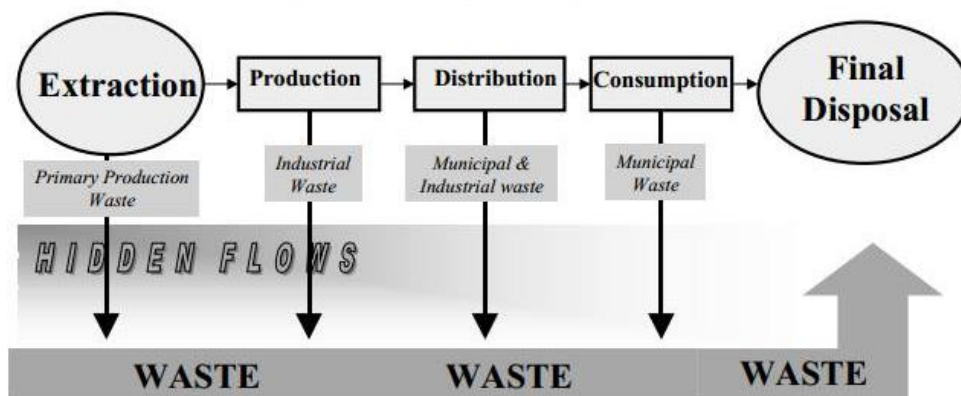 Extraction
Production
Distribution
Consumption
Final
Disposal
Primary Production
Waste
Industrial
Waste
Municipal &
Industrial waste
Municipal
Waste
HIDDEN FLOWS
WASTE
WASTE
WASTE